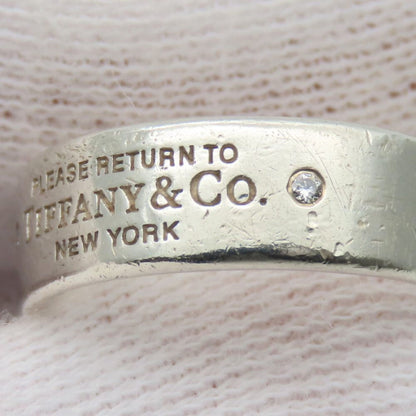 PLEASE RETURN TO
TIFFANY & Co.
NEW YORK